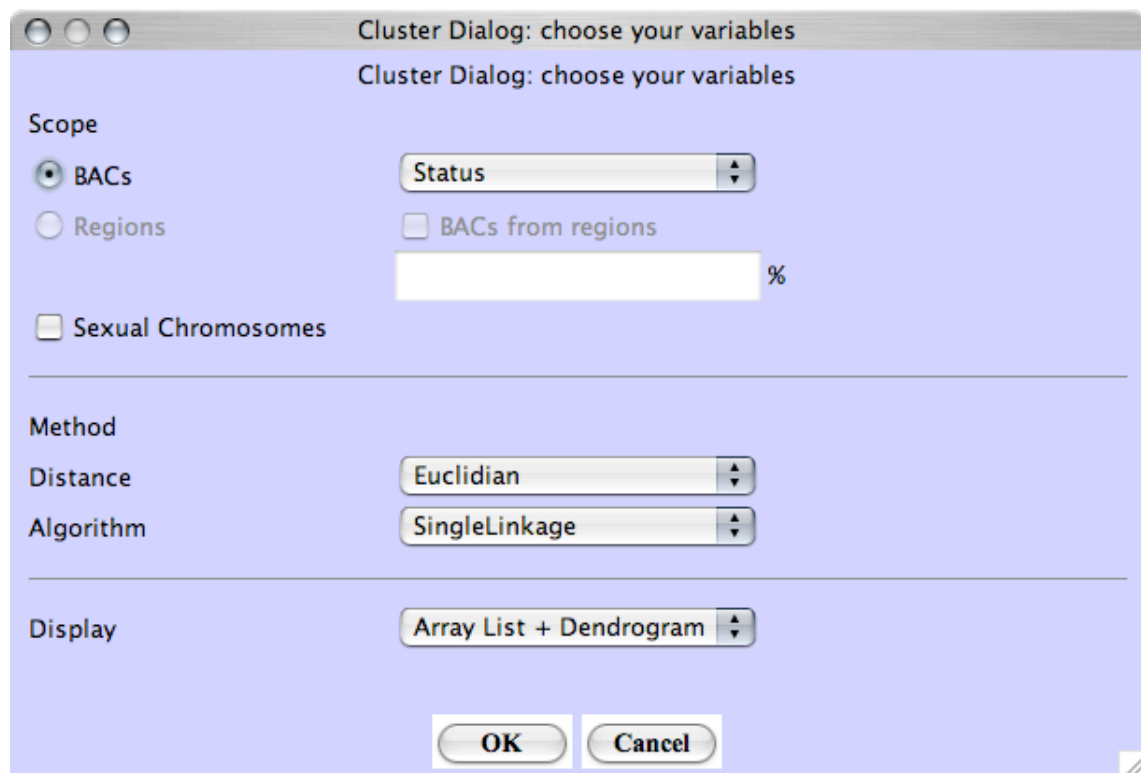 Cluster Dialog: choose your variables
Cluster Dialog: choose your variables
Scope
BACs Status
Regions BACs from regions
%
Sexual Chromosomes
Method
Distance Euclidian
Algorithm SingleLinkage
Display Array List + Dendrogram
OK Cancel